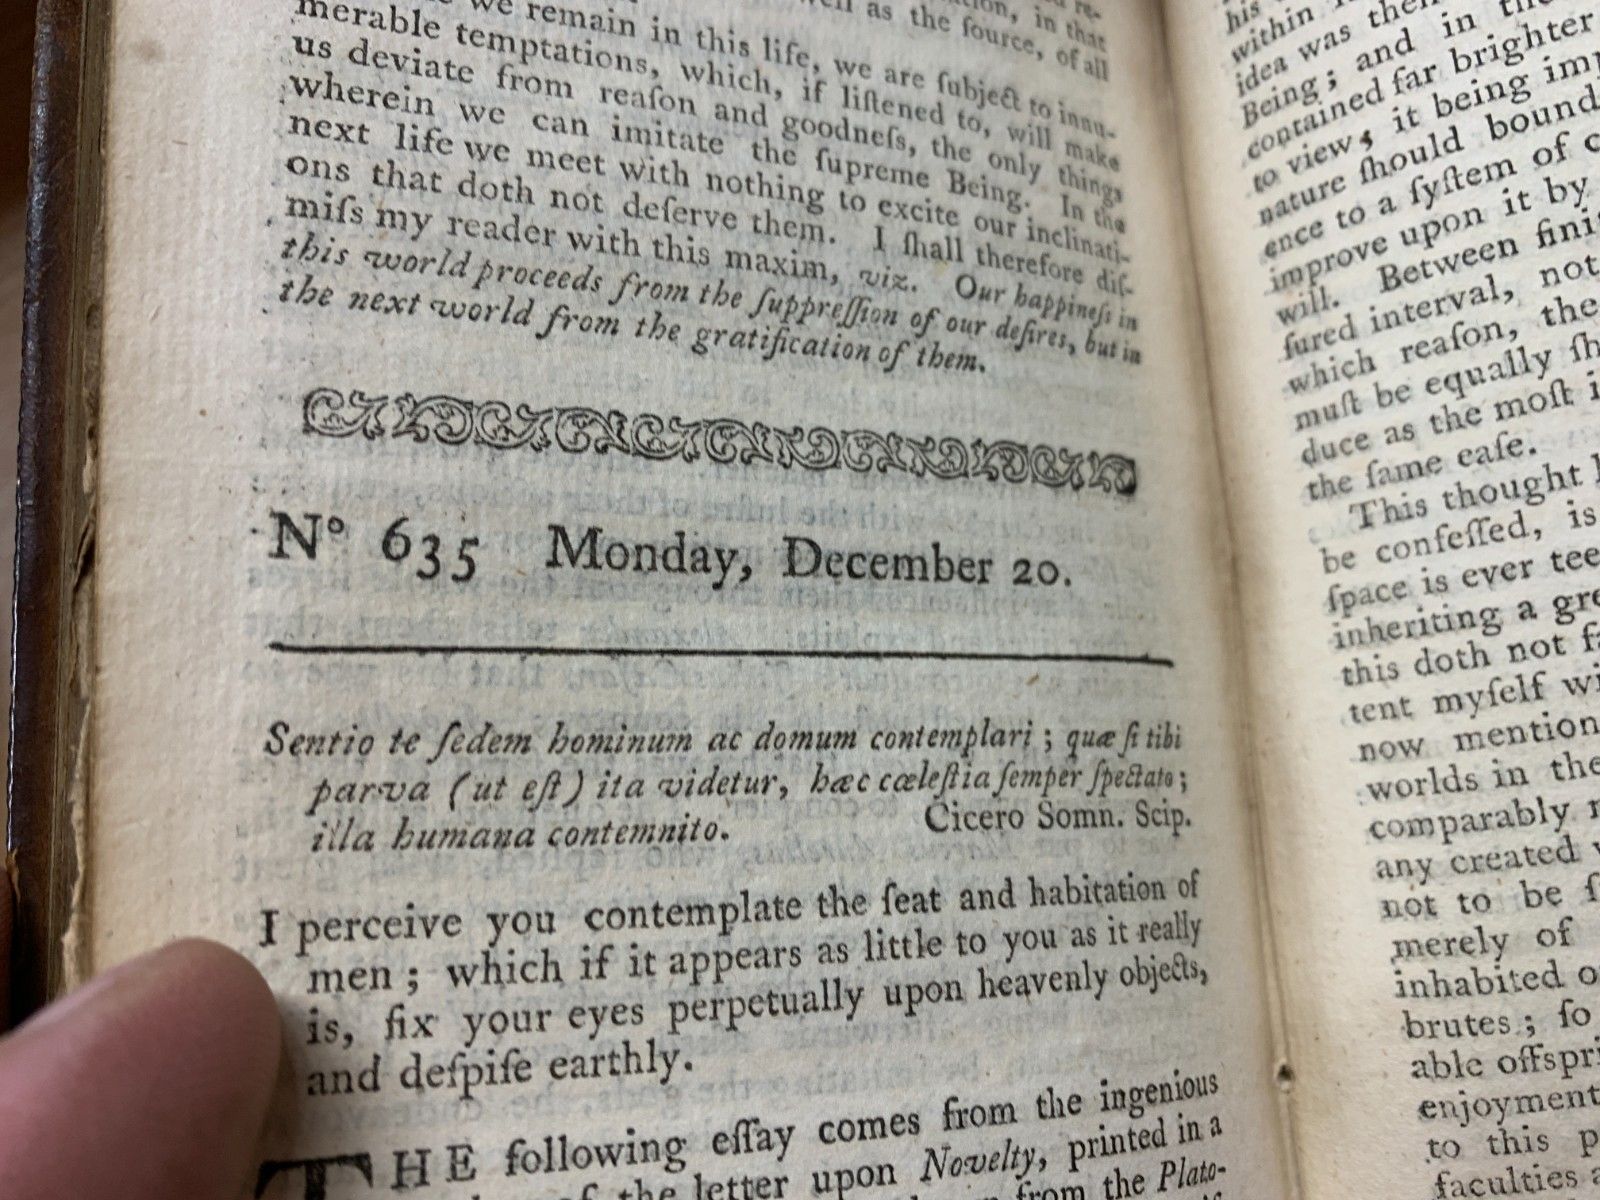 well as the ſource, of all
we remain in this life, we are ſubject to innu-
merable temptations, which, if liſtened to, will make
us deviate from reaſon and goodneſs, the only things
wherein we can imitate the ſupreme Being. In the
next life we meet with nothing to excite our inclinati-
ons that doth not deſerve them. I ſhall therefore diſ-
miſs my reader with this maxim, viz. Our happineſs in
this world proceeds from the ſuppreſſion of our deſires, but in
the next world from the gratification of them.
Nº 635 Monday, December 20.
Sentio te ſedem hominum ac domum contemplari ; quæ ſi tibi
parva (ut eſt) ita videtur, hæc cœleſtia ſemper ſpectato ;
illa humana contemnito. Cicero Somn. Scip.
I perceive you contemplate the ſeat and habitation of
men ; which if it appears as little to you as it really
is, fix your eyes perpetually upon heavenly objects,
and deſpiſe earthly.
THE following eſſay comes from the ingenious
of the letter upon Novelty, printed in a
from the Plato-
his
within
idea was then
Being ; and in the
contained far brighter
to view ; it being
nature ſhould bound
ence to a ſyſtem of
improve upon it by
will. Between
ſured interval, not
which reaſon, the
muſt be equally
duce as the moſt
the ſame caſe.
This thought
be confeſſed, is
ſpace is ever
inheriting a
this doth not
tent myſelf
now mention
worlds in the
comparably
any created
not to be
merely of
inhabited
brutes ; ſo
able
enjoyment
to this
faculties